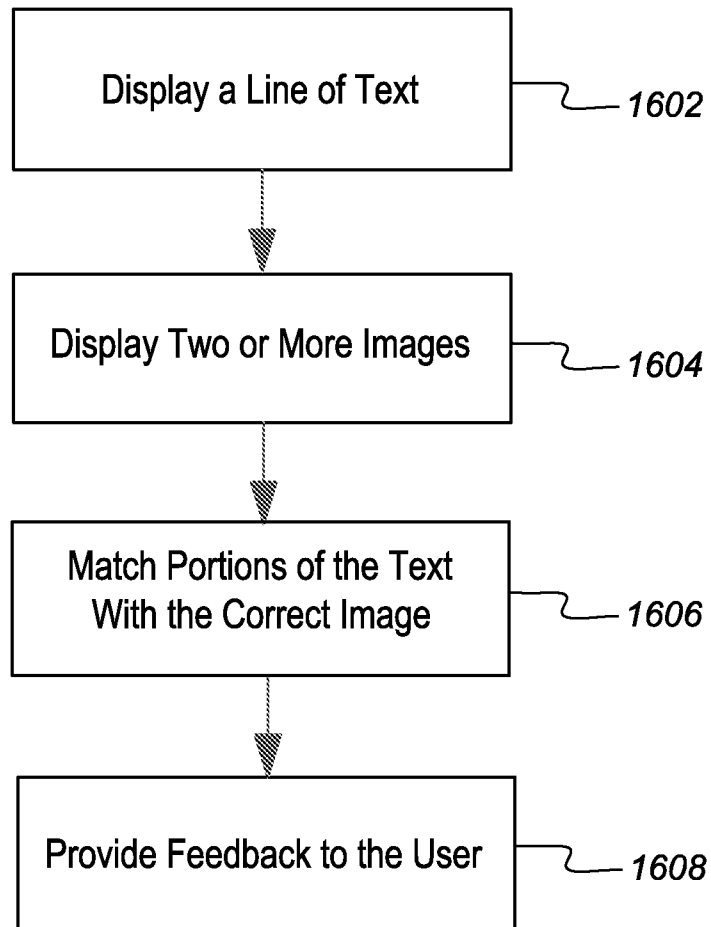 Display a Line of Text
1602
Display Two or More Images
1604
Match Portions of the Text
With the Correct Image
1606
Provide Feedback to the User
1608